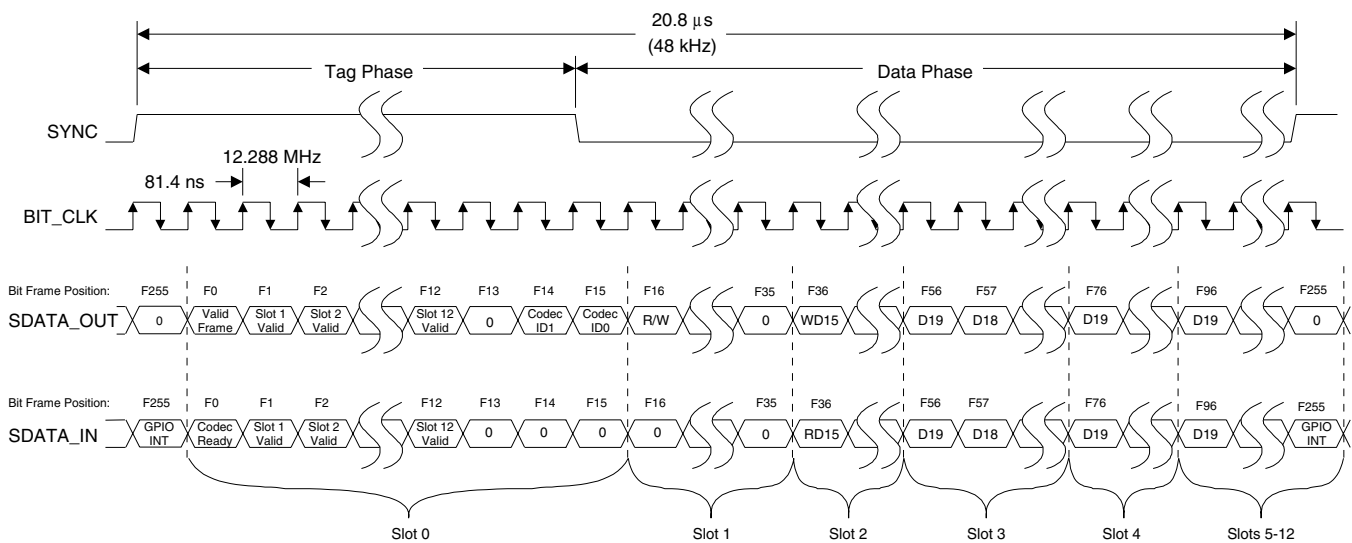 20.8 μs
(48 kHz)
Tag Phase
Data Phase
SYNC
12.288 MHz
81.4 ns
BIT_CLK
Bit Frame Position: F255 F0 F1 F2 F12 F13 F14 F15 F16 F35 F36 F56 F57 F76 F96 F255
SDATA_OUT 0 Valid Frame Slot 1 Valid Slot 2 Valid Slot 12 Valid 0 Codec ID1 Codec ID0 R/W 0 WD15 D19 D18 D19 D19 0
Bit Frame Position: F255 F0 F1 F2 F12 F13 F14 F15 F16 F35 F36 F56 F57 F76 F96 F255
SDATA_IN GPIO INT Codec Ready Slot 1 Valid Slot 2 Valid Slot 12 Valid 0 0 0 0 0 RD15 D19 D18 D19 D19 GPIO INT
Slot 0 Slot 1 Slot 2 Slot 3 Slot 4 Slots 5-12